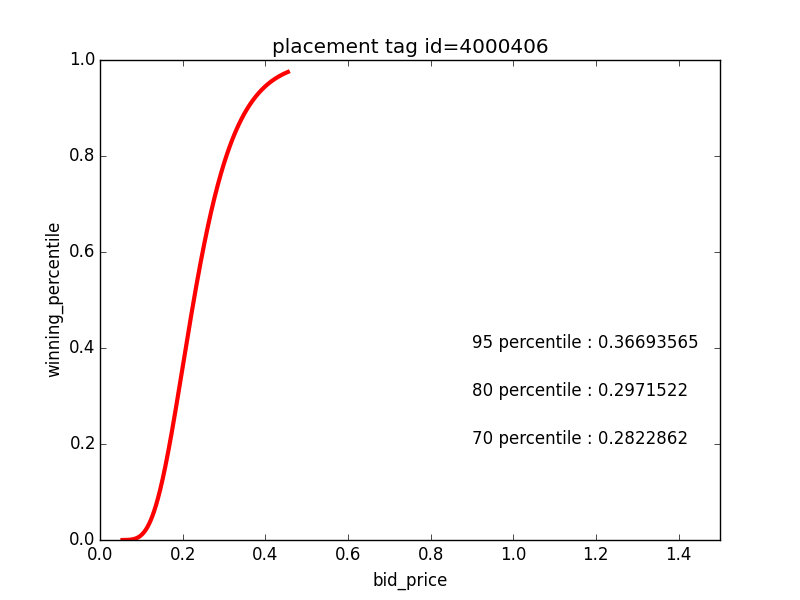 placement tag id=4000406
1.0
0.8
0.6
0.4
0.2
0.0
winning_percentile
95 percentile : 0.36693565
80 percentile : 0.2971522
70 percentile : 0.2822862
0.0 0.2 0.4 0.6 0.8 1.0 1.2 1.4
bid_price